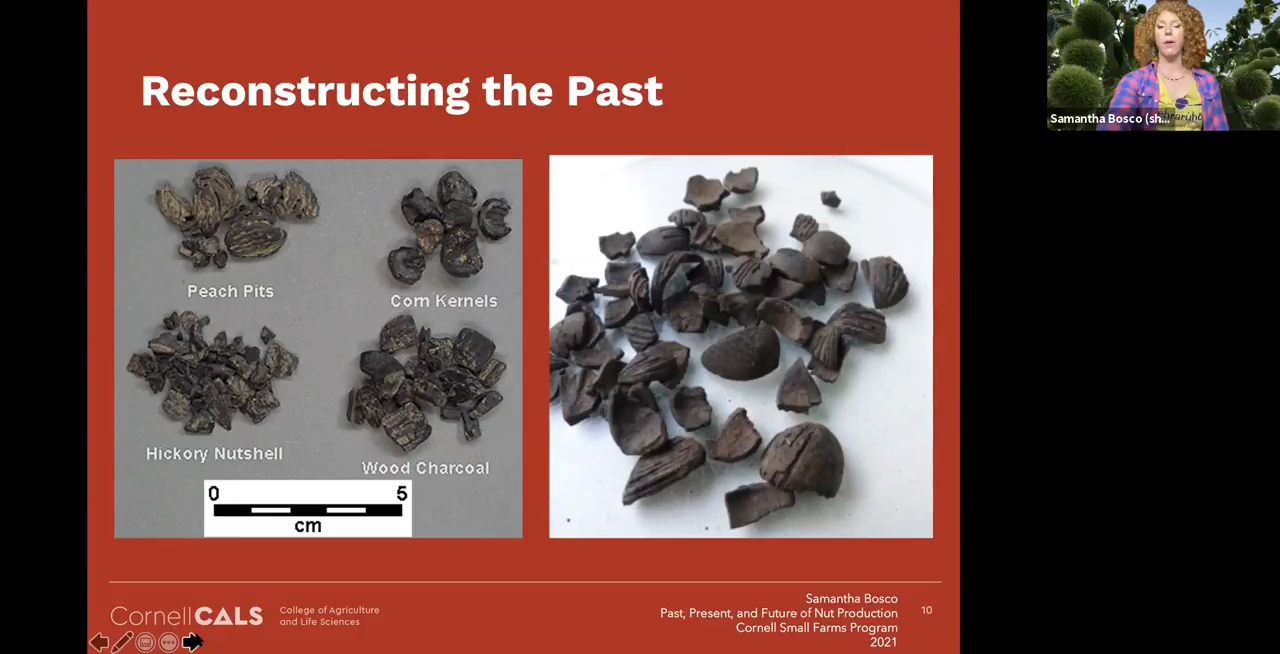 Reconstructing the Past
Peach Pits
Corn Kernels
Hickory Nutshell
Wood Charcoal
0 5
cm
CornellCALS
College of Agriculture
and Life Sciences
Samantha Bosco
Past, Present, and Future of Nut Production
Cornell Small Farms Program
2021
10
Samantha Bosco (sh...